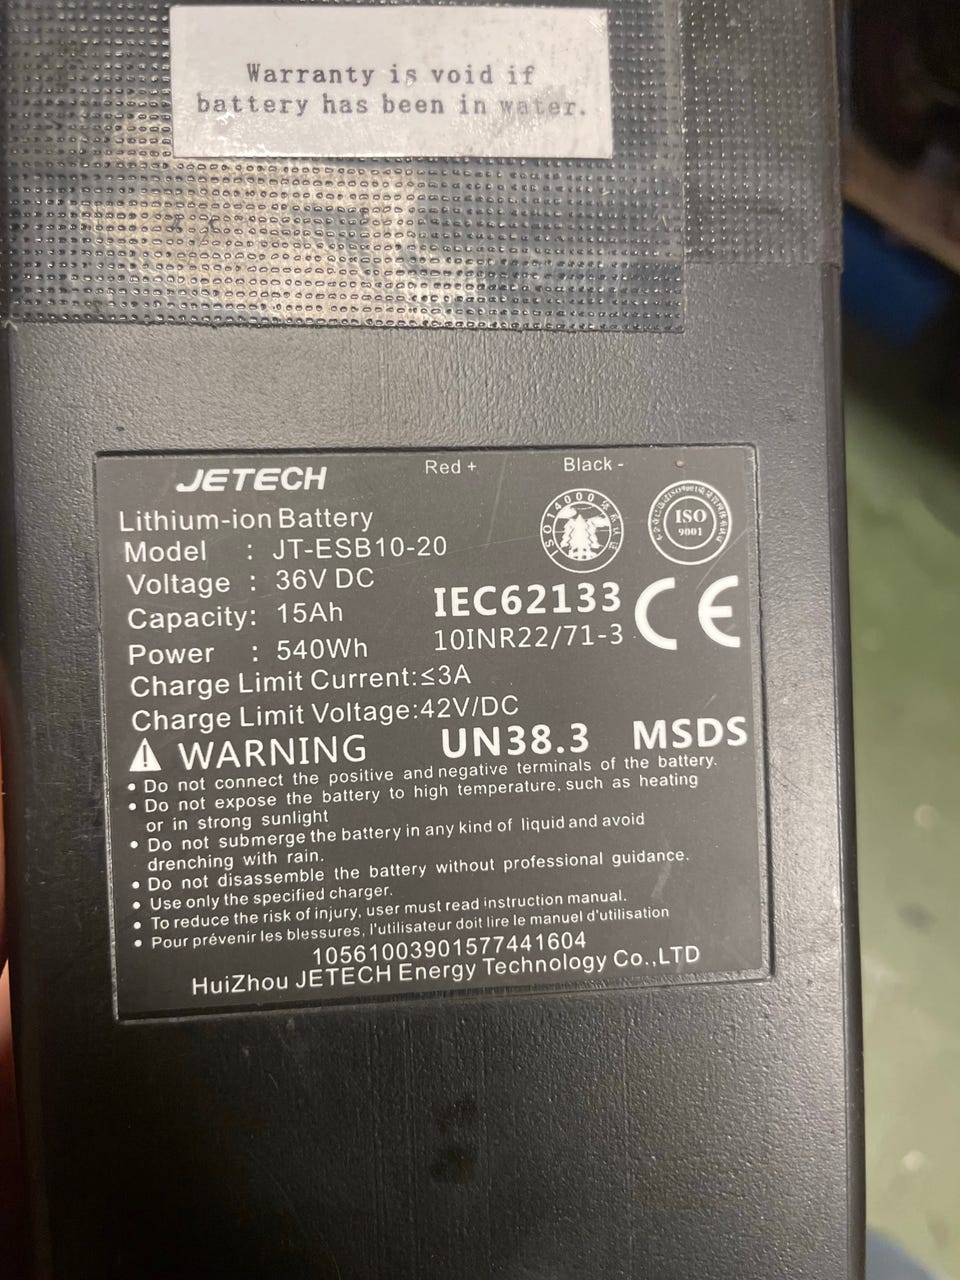 Warranty is void if
battery has been in water.
JETECH
Red +
Black -
Lithium-ion Battery
Model : JT-ESB10-20
Voltage : 36V DC
Capacity: 15Ah
Power : 540Wh
ISO14000
ISO
9001
IEC62133
10INR22/71-3
CE
Charge Limit Current:≤3A
Charge Limit Voltage:42V/DC
WARNING
UN38.3 MSDS
• Do not connect the positive and negative terminals of the battery.
• Do not expose the battery to high temperature, such as heating
or in strong sunlight
• Do not submerge the battery in any kind of liquid and avoid
drenching with rain.
• Do not disassemble the battery without professional guidance.
• Use only the specified charger.
• To reduce the risk of injury, user must read instruction manual.
• Pour prévenir les blessures, l'utilisateur doit lire le manuel d'utilisation
10561003901577441604
HuiZhou JETECH Energy Technology Co.,LTD